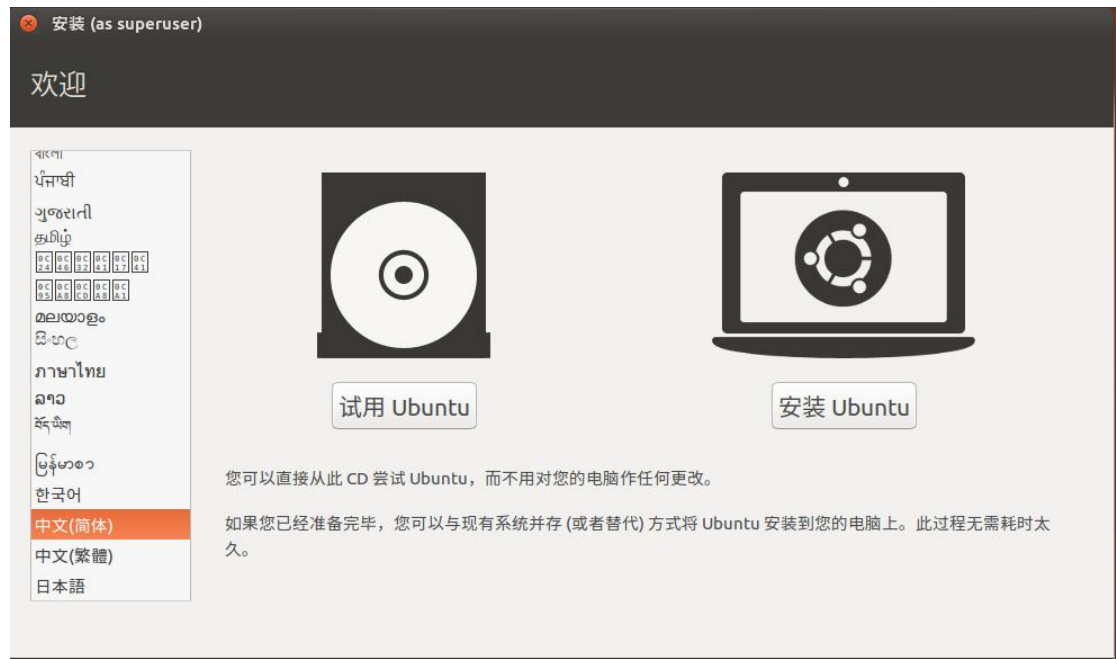 安装 (as superuser)
欢迎
বাংলা
ਪੰਜਾਬੀ
ગુજરાતી
தமிழ்
മലയാളം
සිංහල
ภาษาไทย
ລາວ
བོད་ཡིག
မြန်မာစာ
한국어
中文(简体)
中文(繁體)
日本語
试用 Ubuntu
安装 Ubuntu
您可以直接从此 CD 尝试 Ubuntu，而不用对您的电脑作任何更改。
如果您已经准备完毕，您可以与现有系统并存 (或者替代) 方式将 Ubuntu 安装到您的电脑上。此过程无需耗时太
久。